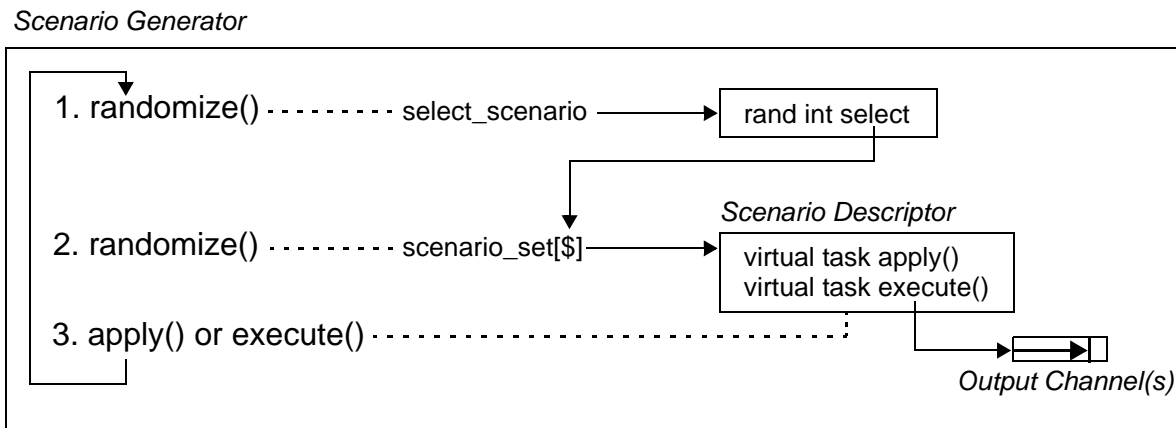 Scenario Generator
1. randomize()
select_scenario
rand int select
Scenario Descriptor
2. randomize()
scenario_set[$]
virtual task apply()
virtual task execute()
3. apply() or execute()
Output Channel(s)